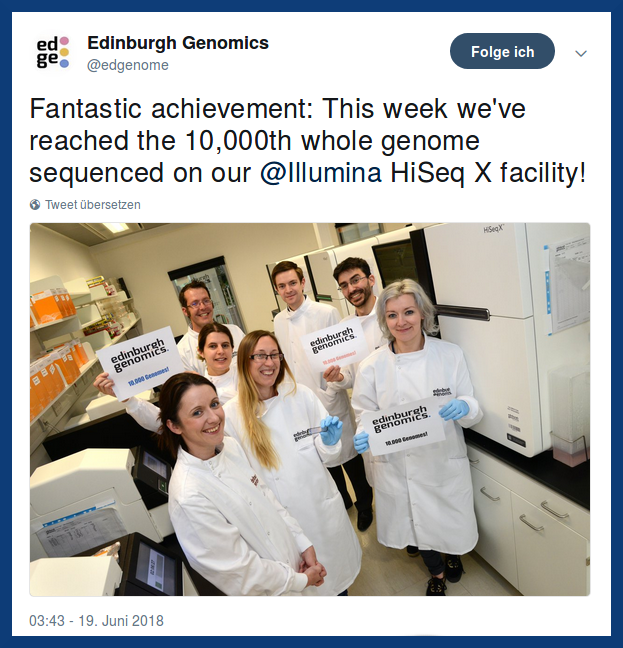 ed
ge
Edinburgh Genomics
@edgenome
Folge ich
Fantastic achievement: This week we've
reached the 10,000th whole genome
sequenced on our @Illumina HiSeq X facility!
Tweet übersetzen
HiSeqX
edinburgh
genomics.
10,000 Genomes!
edinburgh
genomics.
10,000 Genomes!
edinburgh
genomics.
10,000 Genomes!
03:43 - 19. Juni 2018